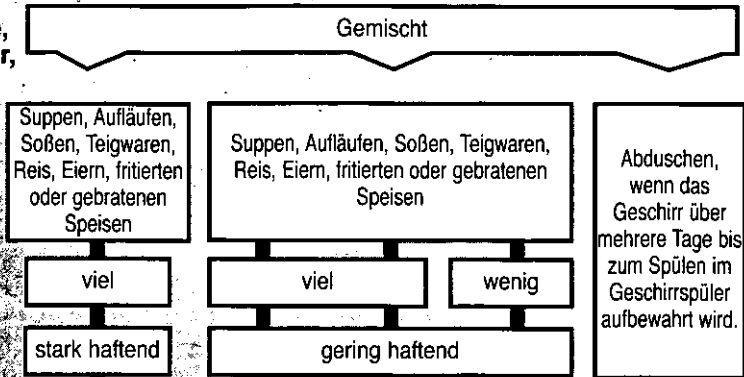 e,
r,
Gemischt
Suppen, Aufläufen,
Soßen, Teigwaren,
Reis, Eiern, fritierten
oder gebratenen
Speisen
viel
stark haftend
Suppen, Aufläufen, Soßen, Teigwaren,
Reis, Eiern, fritierten oder gebratenen
Speisen
viel
wenig
gering haftend
Abduschen,
wenn das
Geschirr über
mehrere Tage bis
zum Spülen im
Geschirrspüler
aufbewahrt wird.